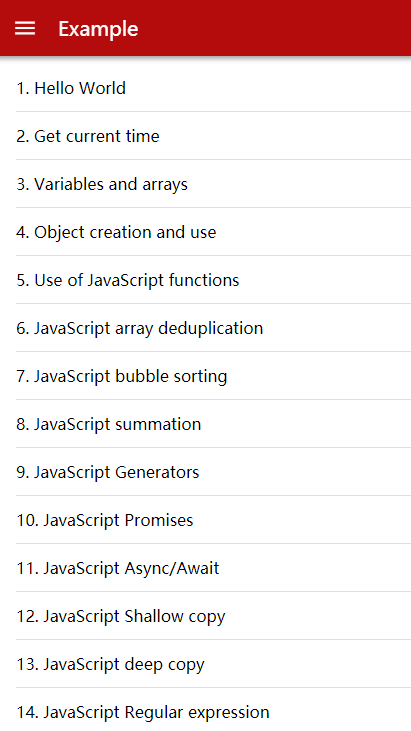 Example
1. Hello World
2. Get current time
3. Variables and arrays
4. Object creation and use
5. Use of JavaScript functions
6. JavaScript array deduplication
7. JavaScript bubble sorting
8. JavaScript summation
9. JavaScript Generators
10. JavaScript Promises
11. JavaScript Async/Await
12. JavaScript Shallow copy
13. JavaScript deep copy
14. JavaScript Regular expression